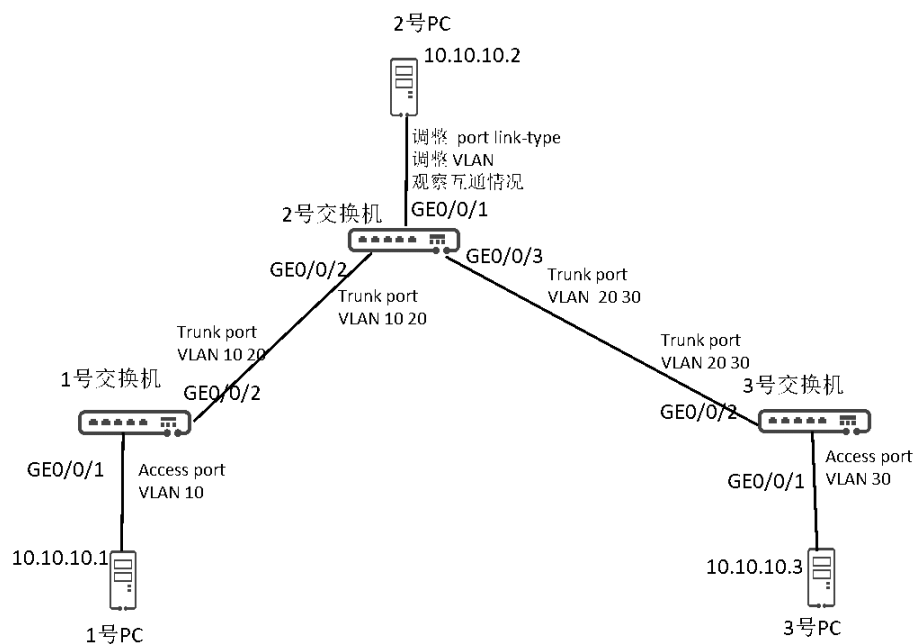 2号PC
10.10.10.2
调整 port link-type
调整 VLAN
观察互通情况
GE0/0/1
2号交换机
GE0/0/2
GE0/0/3
Trunk port
VLAN 10 20
Trunk port
VLAN 20 30
Trunk port
VLAN 10 20
Trunk port
VLAN 20 30
1号交换机
GE0/0/2
3号交换机
GE0/0/2
GE0/0/1
Access port
VLAN 10
GE0/0/1
Access port
VLAN 30
10.10.10.1
1号PC
10.10.10.3
3号PC